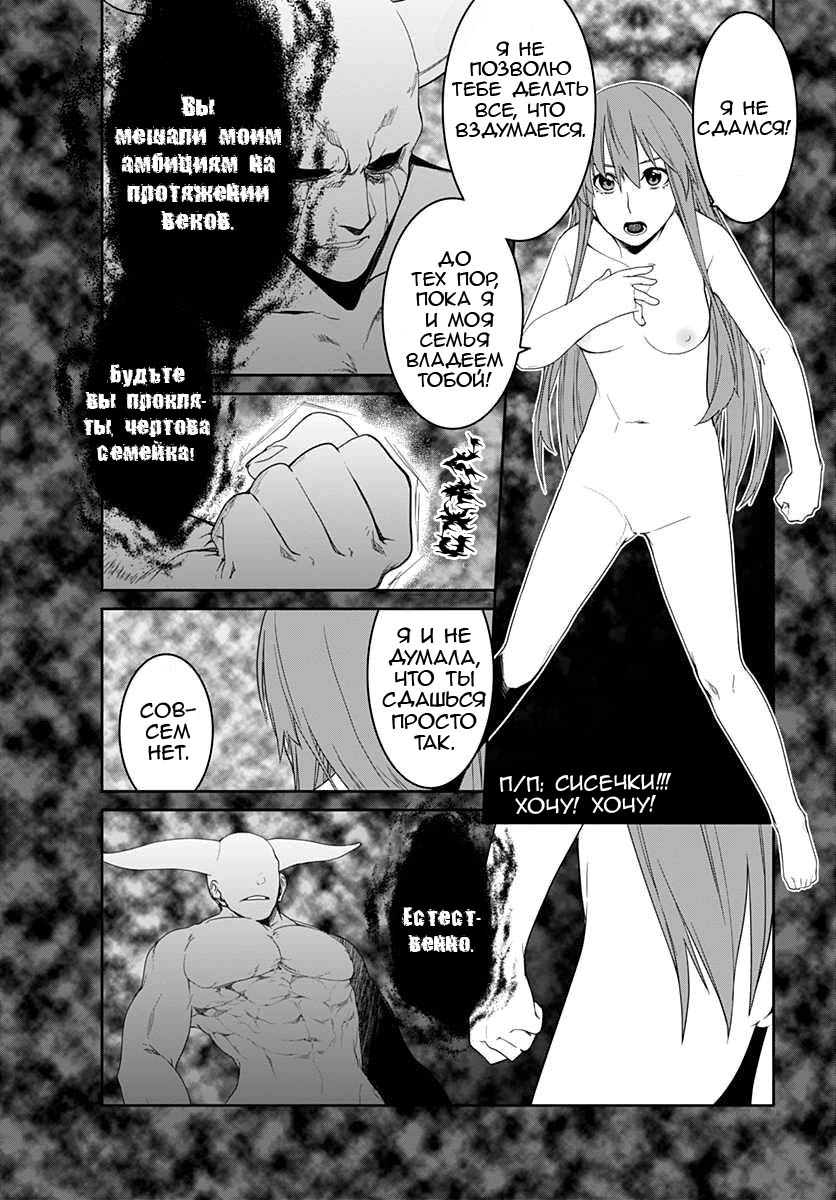 Я НЕ
СДАМСЯ!
Я НЕ
ПОЗВОЛЮ
ТЕБЕ ДЕЛАТЬ
ВСЕ, ЧТО
ВЗДУМАЕТСЯ.
ДО
ТЕХ ПОР,
ПОКА Я
И МОЯ
СЕМЬЯ
ВЛАДЕЕМ
ТОБОЙ!
Вы
мешали моим
амбициям на
протяжении
веков.
Будьте
вы прокля-
ты, чертова
семейка!
СЖАЛ
Я И НЕ
ДУМАЛА,
ЧТО ТЫ
СДАШЬСЯ
ПРОСТО
ТАК.
СОВ-
СЕМ
НЕТ.
П/П: СИСЕЧКИ!!!
ХОЧУ! ХОЧУ!
Естест-
венно.